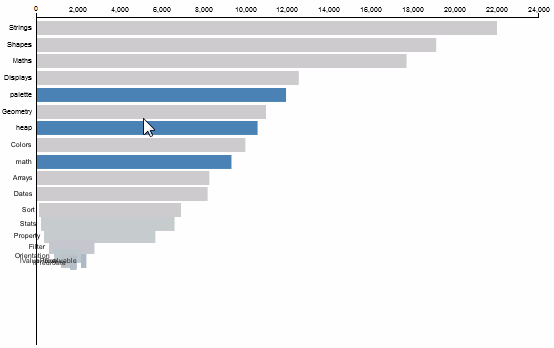 0 2,000 4,000 6,000 8,000 10,000 12,000 14,000 16,000 18,000 20,000 22,000 24,000
Strings
Shapes
Maths
Displays
palette
Geometry
heap
Colors
math
Arrays
Dates
Sort
Stats
Property
Filter
Orientation